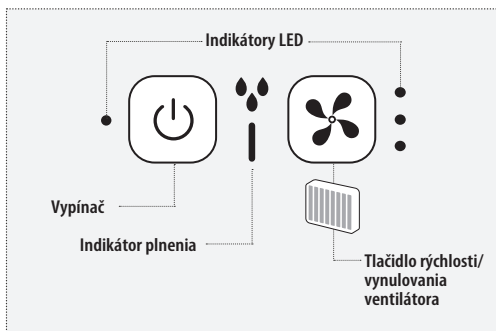 Indikátory LED
Vypínač
Indikátor plnenia
Tlačidlo rýchlosti/
vynulovania
ventilátora